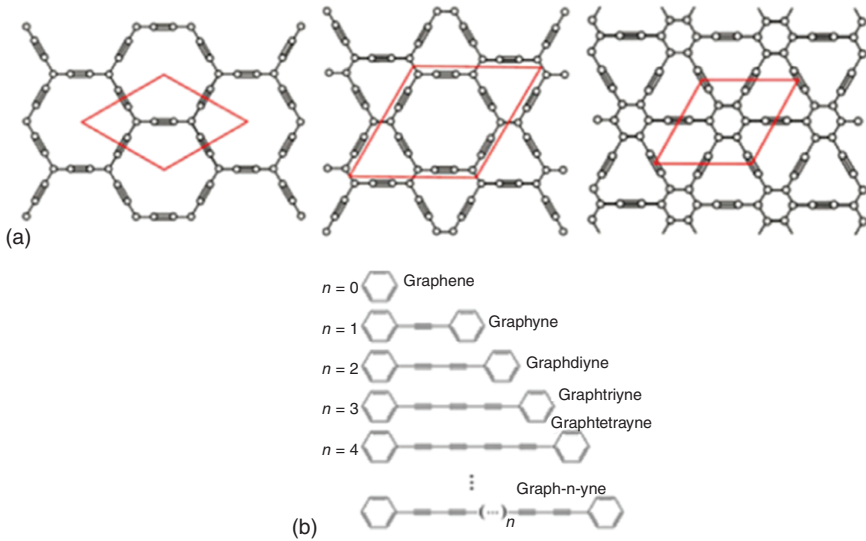 (a)
n = 0 Graphene
n = 1 Graphyne
n = 2 Graphdiyne
n = 3 Graphtriyne
Graphtetrayne
n = 4
Graph-n-yne
(b) (···)n